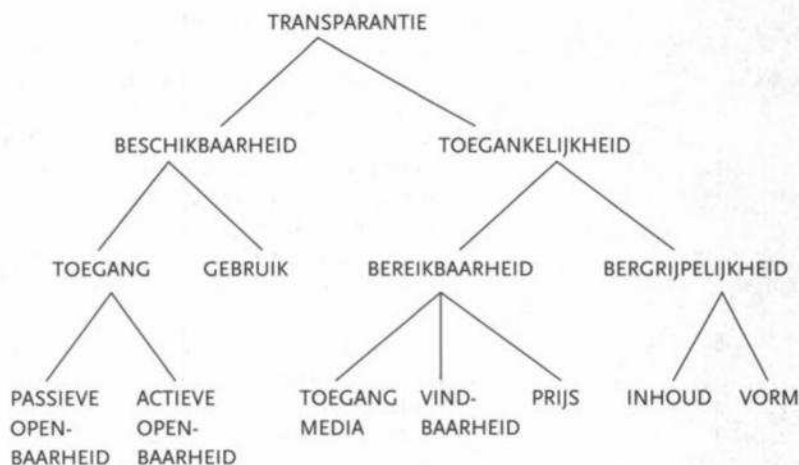 TRANSPARANTIE
BESCHIKBAARHEID TOEGANKELIJKHEID
TOEGANG GEBRUIK BEREIKBAARHEID BERGRIJPELIJKHEID
PASSIEVE ACTIEVE TOEGANG VIND- PRIJS INHOUD VORM
OPEN- OPEN- MEDIA BAARHEID
BAARHEID BAARHEID